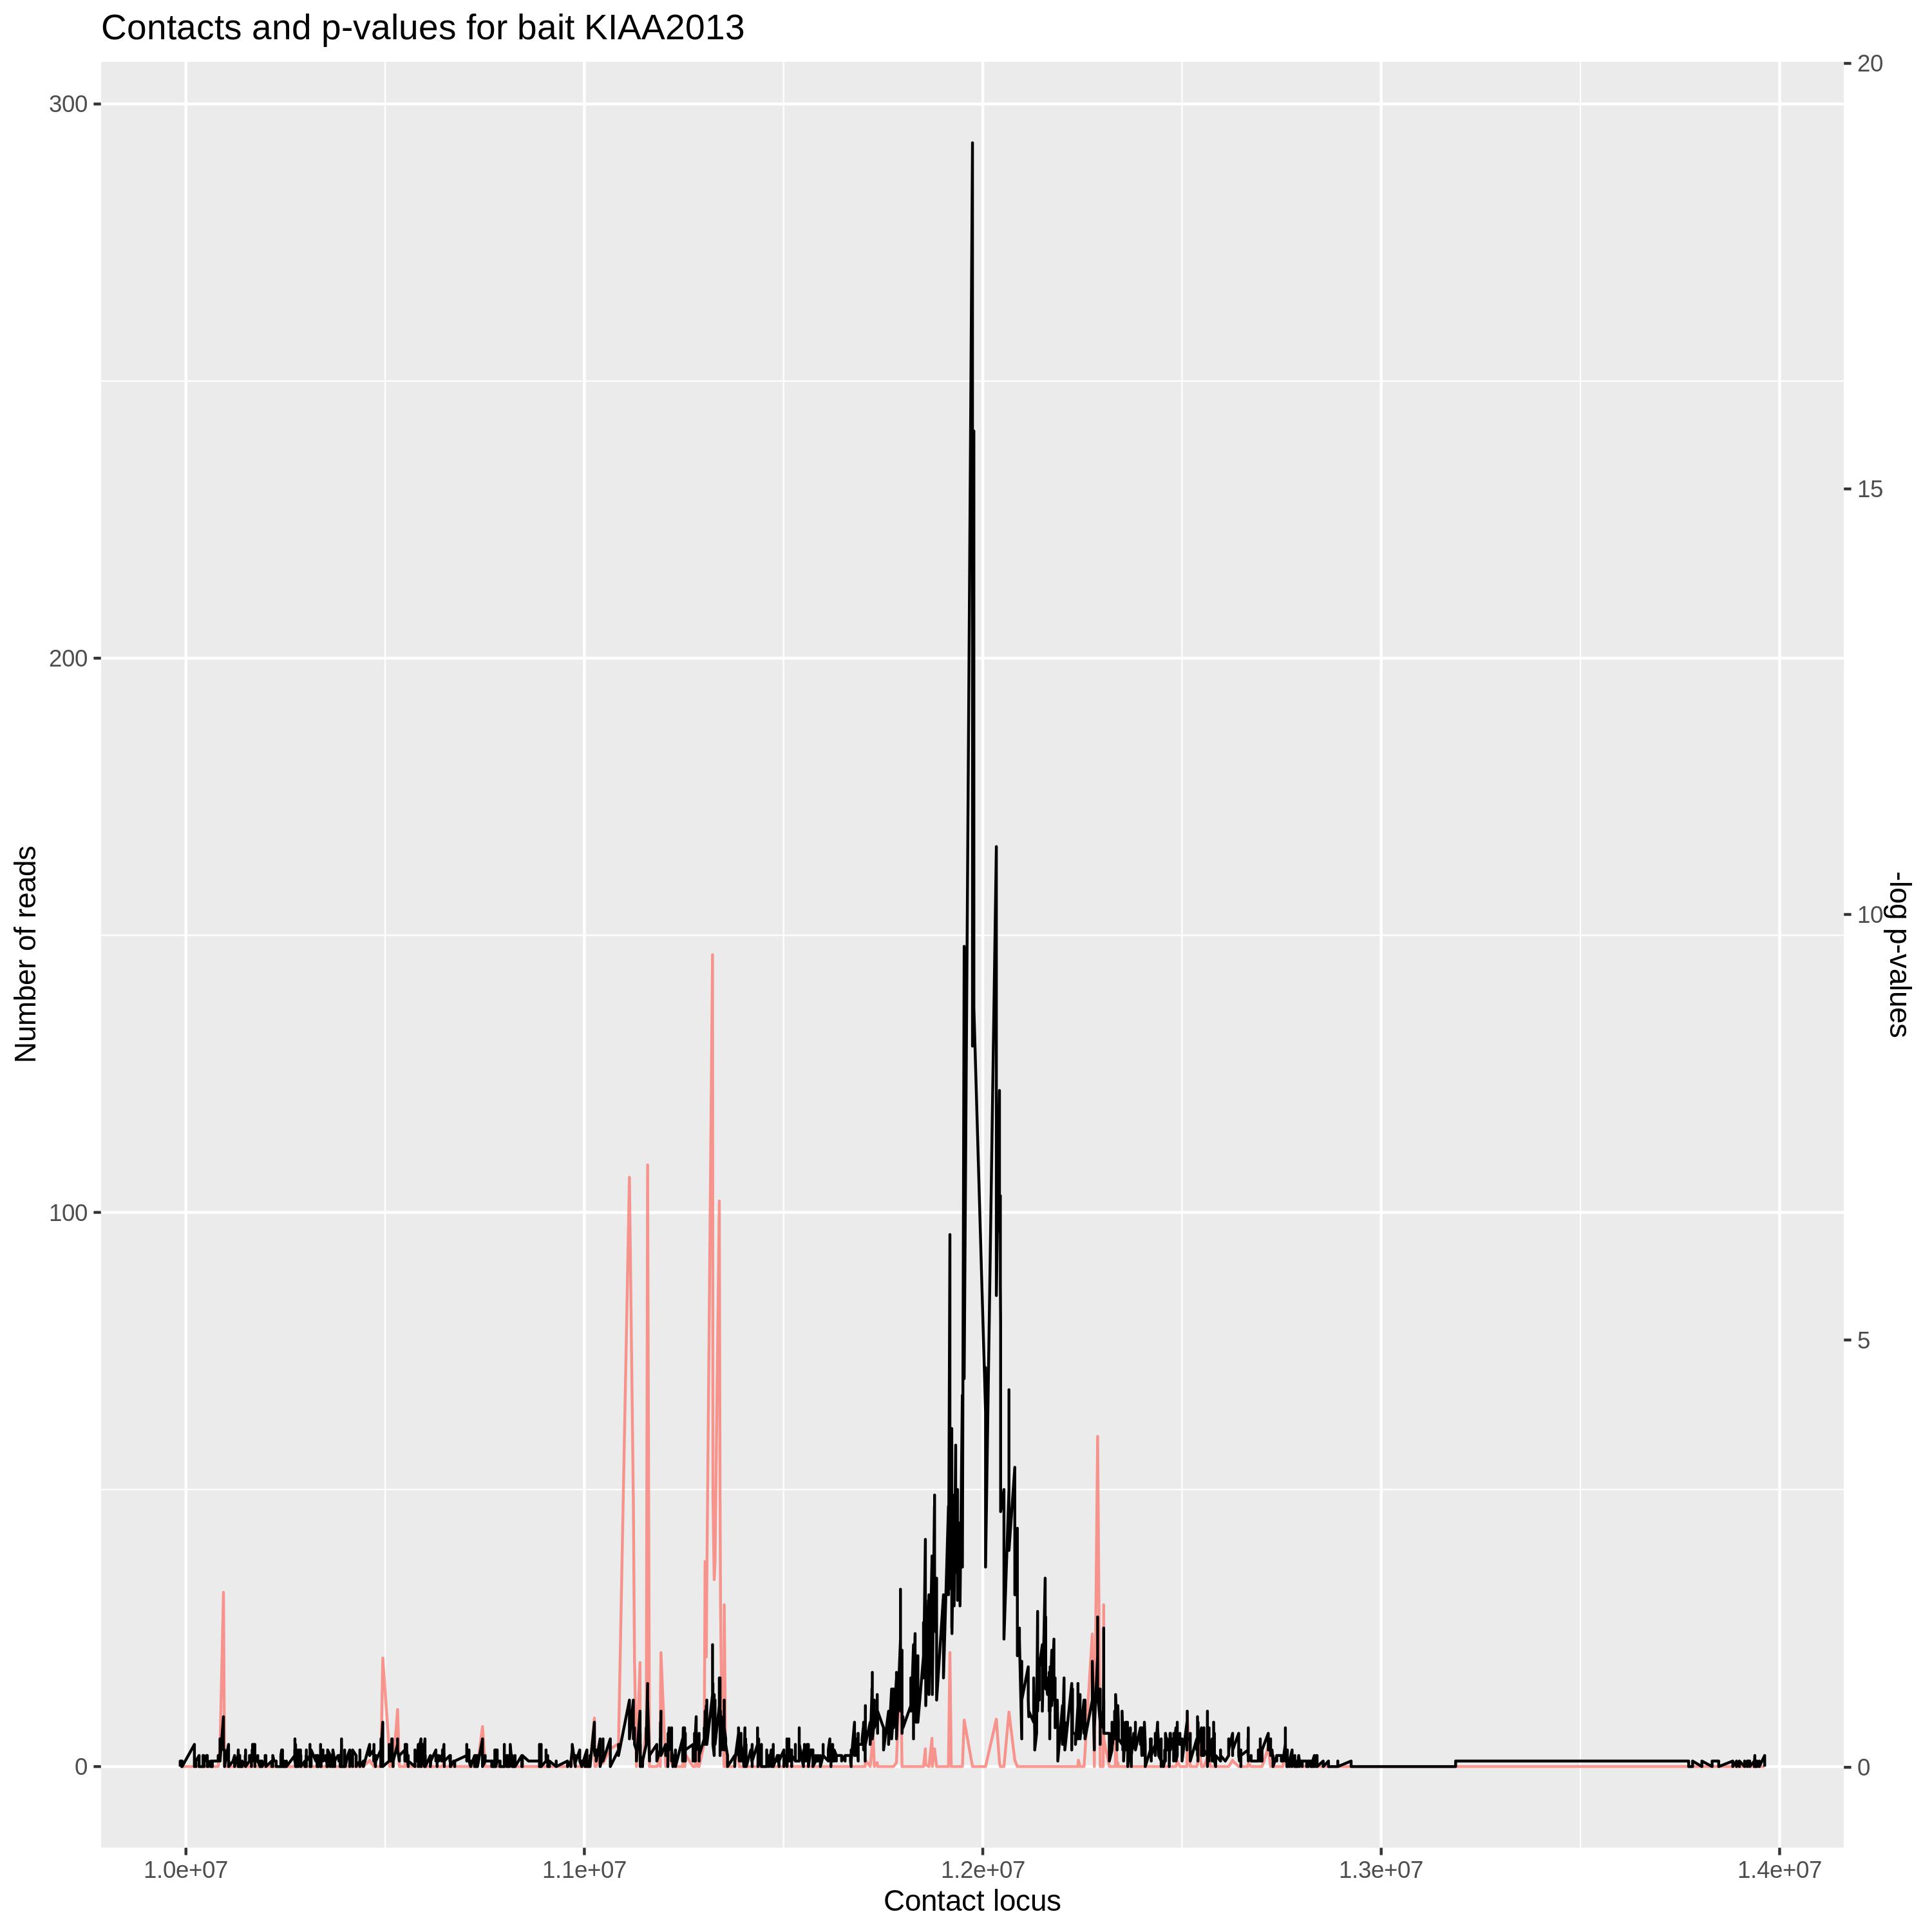 Contacts and p-values for bait KIAA2013
300
200
100
0
Number of reads
20
15
10
5
0
-log p-values
1.0e+07
1.1e+07
1.2e+07
1.3e+07
1.4e+07
Contact locus